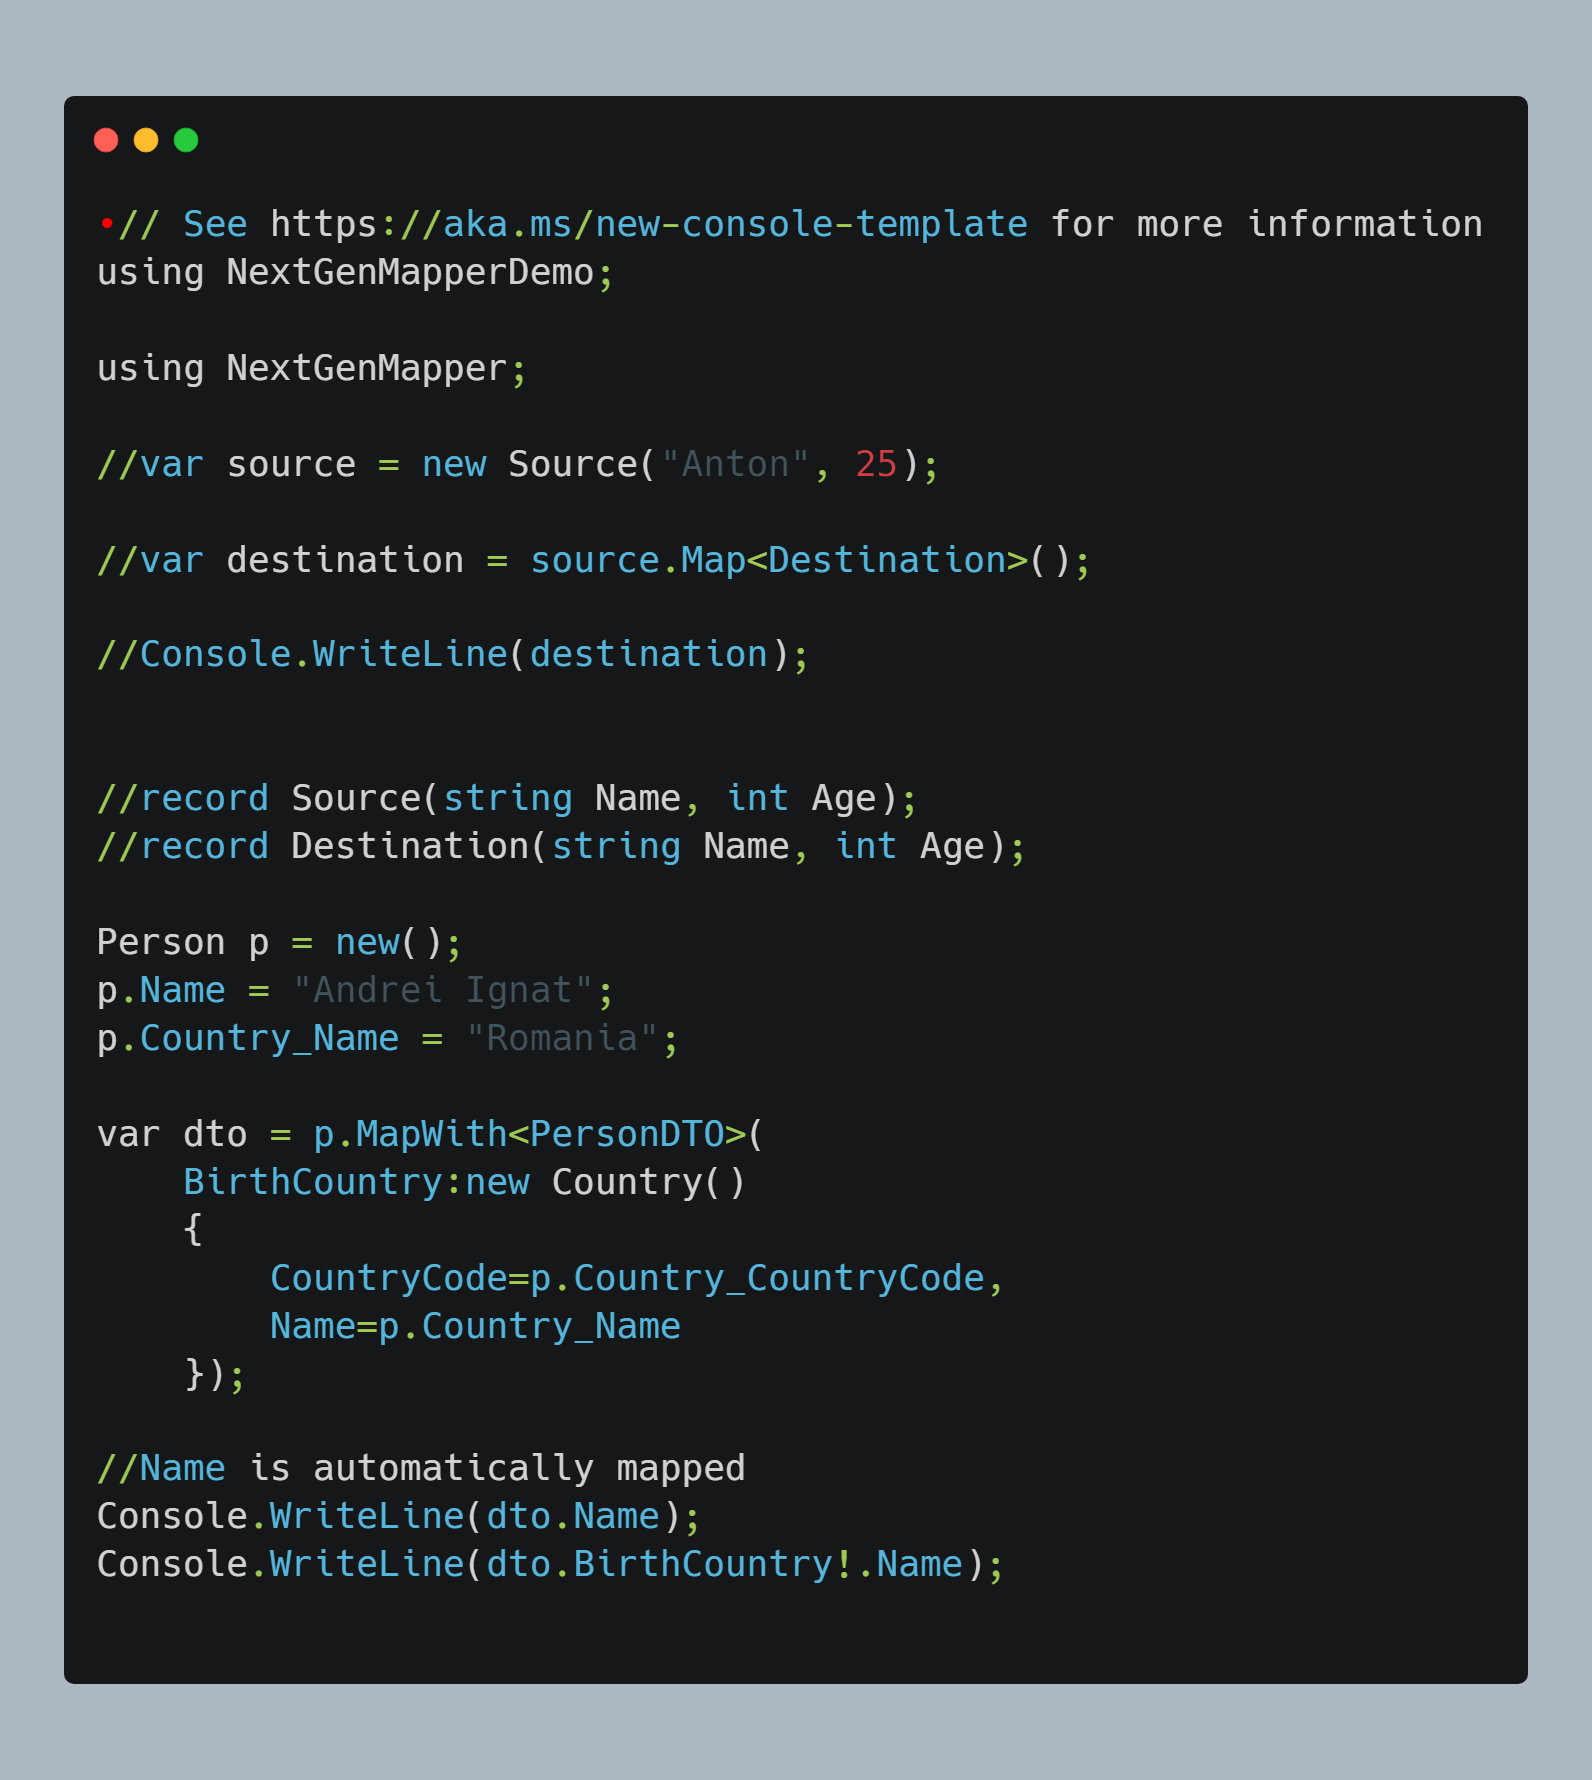 •// See https://aka.ms/new-console-template for more information
using NextGenMapperDemo;
using NextGenMapper;
//var source = new Source("Anton", 25);
//var destination = source.Map<Destination>();
//Console.WriteLine(destination);
//record Source(string Name, int Age);
//record Destination(string Name, int Age);
Person p = new();
p.Name = "Andrei Ignat";
p.Country_Name = "Romania";
var dto = p.MapWith<PersonDTO>(
    BirthCountry:new Country()
    {
        CountryCode=p.Country_CountryCode,
        Name=p.Country_Name
    });
//Name is automatically mapped
Console.WriteLine(dto.Name);
Console.WriteLine(dto.BirthCountry!.Name);